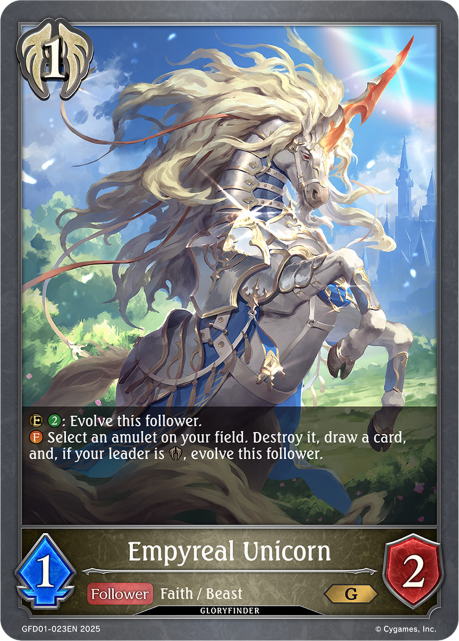 1
E 2: Evolve this follower.
F Select an amulet on your field. Destroy it, draw a card,
and, if your leader is , evolve this follower.
Empyreal Unicorn
1
Follower Faith / Beast G
2
GLORYFINDER
GFD01-023EN 2025 © Cygames, Inc.